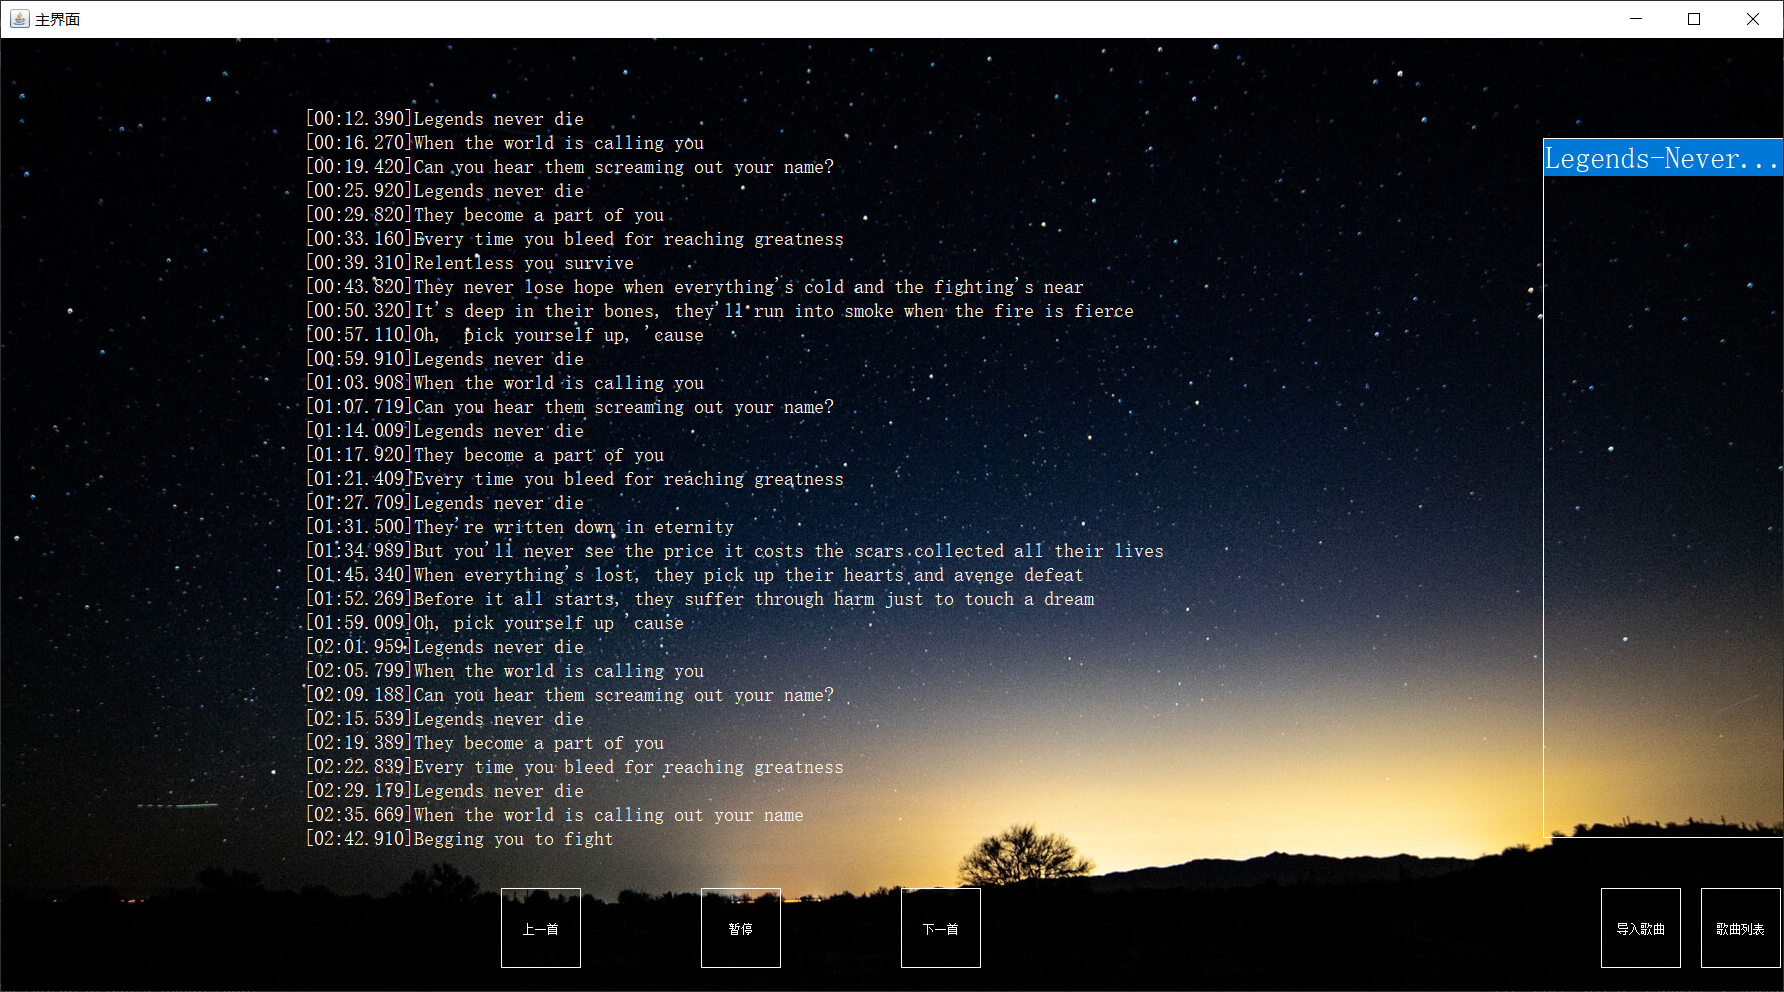 主界面
[00:12.390]Legends never die
[00:16.270]When the world is calling you
[00:19.420]Can you hear them screaming out your name?
[00:25.920]Legends never die
[00:29.820]They become a part of you
[00:33.160]Every time you bleed for reaching greatness
[00:39.310]Relentless you survive
[00:43.820]They never lose hope when everything's cold and the fighting's near
[00:50.320]It's deep in their bones, they'll run into smoke when the fire is fierce
[00:57.110]Oh,  pick yourself up, 'cause
[00:59.910]Legends never die
[01:03.908]When the world is calling you
[01:07.719]Can you hear them screaming out your name?
[01:14.009]Legends never die
[01:17.920]They become a part of you
[01:21.409]Every time you bleed for reaching greatness
[01:27.709]Legends never die
[01:31.500]They're written down in eternity
[01:34.989]But you'll never see the price it costs the scars collected all their lives
[01:45.340]When everything's lost, they pick up their hearts and avenge defeat
[01:52.269]Before it all starts, they suffer through harm just to touch a dream
[01:59.009]Oh, pick yourself up 'cause
[02:01.959]Legends never die
[02:05.799]When the world is calling you
[02:09.188]Can you hear them screaming out your name?
[02:15.539]Legends never die
[02:19.389]They become a part of you
[02:22.839]Every time you bleed for reaching greatness
[02:29.179]Legends never die
[02:35.669]When the world is calling out your name
[02:42.910]Begging you to fight
Legends-Never...
上一首
暂停
下一首
导入歌曲
歌曲列表